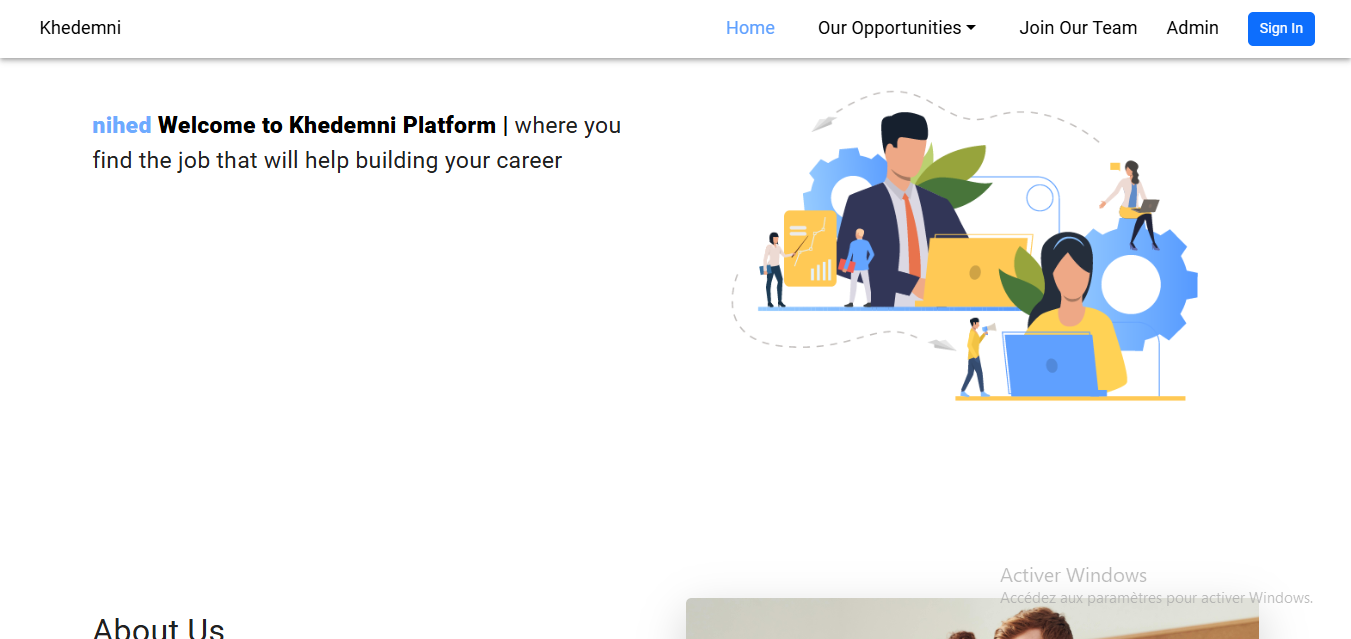 Khedemni
Home
Our Opportunities
Join Our Team
Admin
Sign In
nihed Welcome to Khedemni Platform | where you
find the job that will help building your career
About Us
Activer Windows
Accédez aux paramètres pour activer Windows.